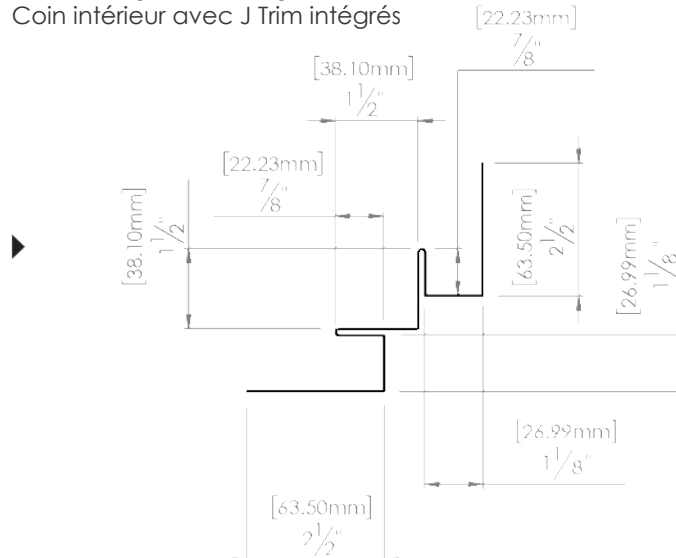 Coin intérieur avec J Trim intégrés
[22.23mm]
7/8"
[38.10mm]
1 1/2"
[22.23mm]
7/8"
[38.10mm]
1 1/2"
[63.50mm]
2 1/2"
[26.99mm]
1 1/8"
[26.99mm]
1 1/8"
[63.50mm]
2 1/2"